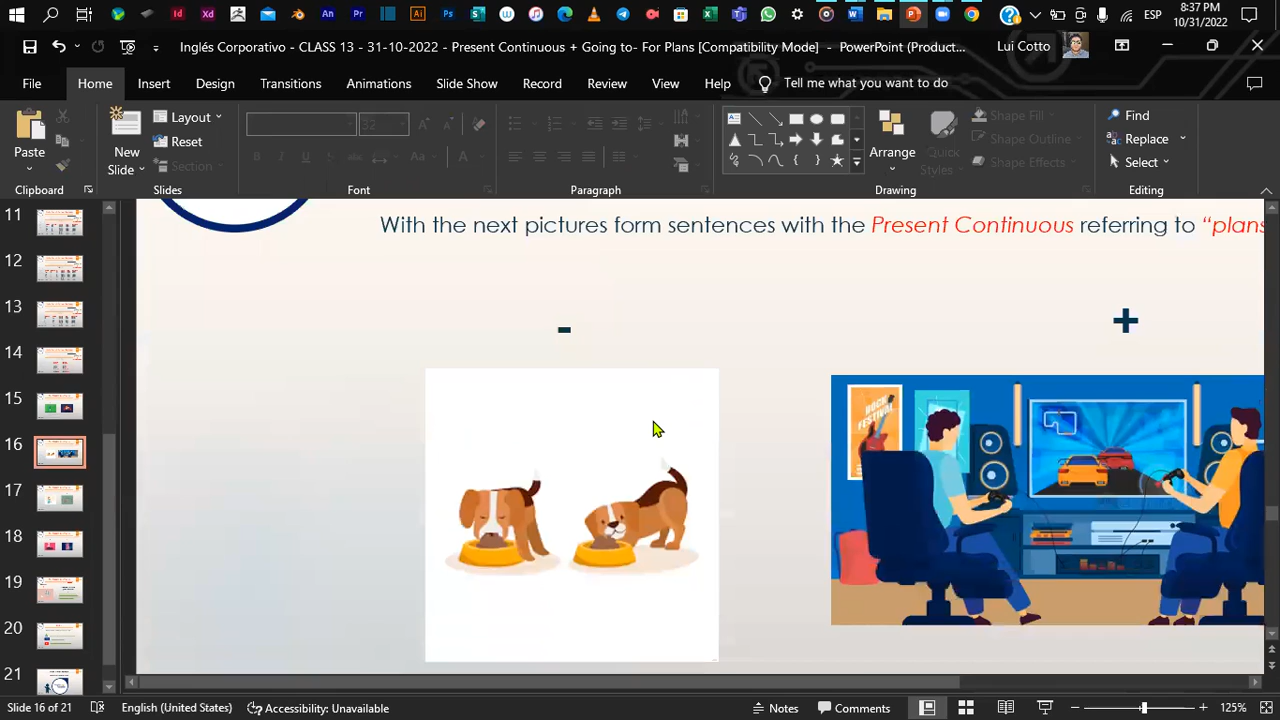 ESP
8:37 PM
10/31/2022
Inglés Corporativo - CLASS 13 - 31-10-2022 - Present Continuous + Going to- For Plans [Compatibility Mode] - PowerPoint (Produc...
Lui Cotto
File Home Insert Design Transitions Animations Slide Show Record Review View Help Tell me what you want to do
Paste
New
Slide
Layout
Reset
Section
32
Arrange
Quick
Styles
Shape Fill
Shape Outline
Shape Effects
Find
Replace
Select
Clipboard
Slides
Font
Paragraph
Drawing
Editing
11
12
13
14
15
16
17
18
19
20
21
With the next pictures form sentences with the Present Continuous referring to “plans
-
+
ROCK
FESTIVAL
Slide 16 of 21
English (United States)
Accessibility: Unavailable
Notes
Comments
125%